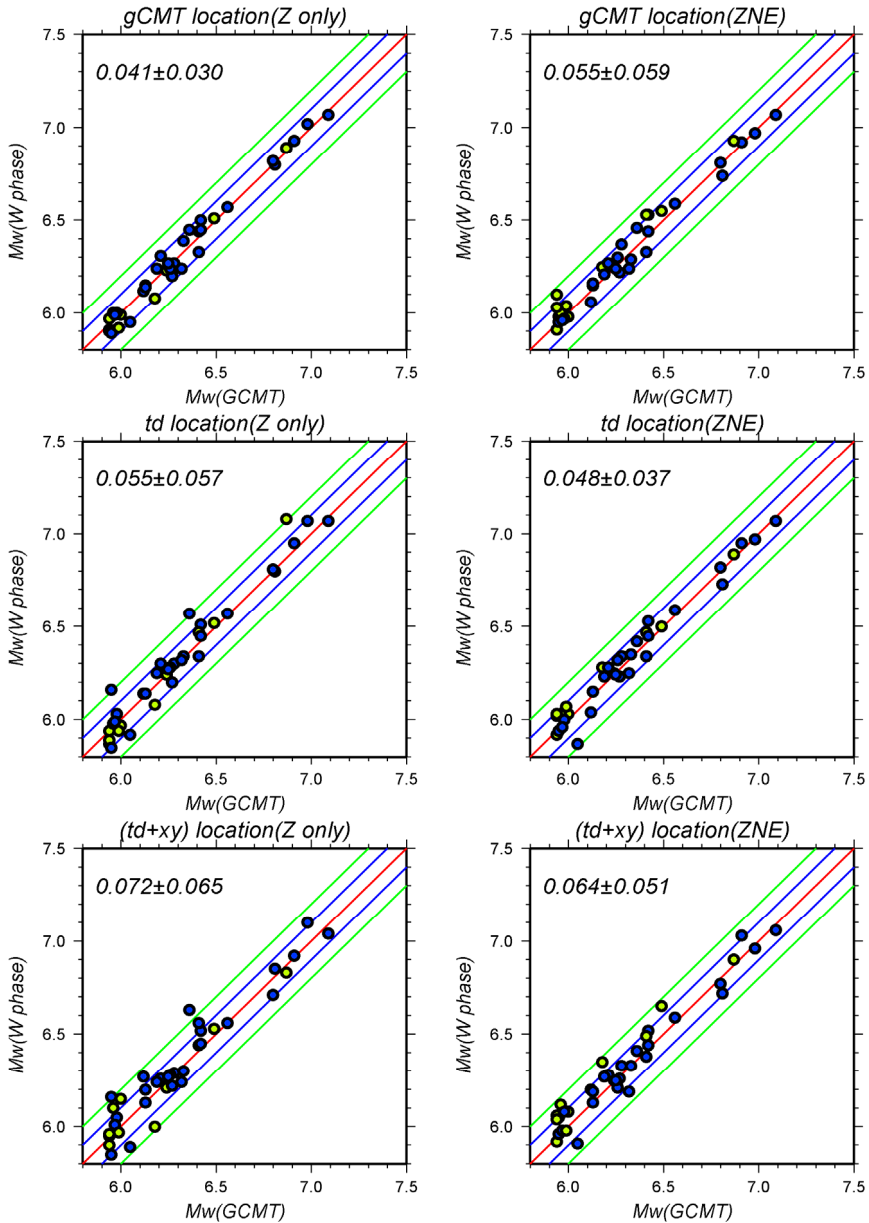 gCMT location(Z only)
0.041±0.030
Mw(W phase)
7.5
7.0
6.5
6.0
6.0 6.5 7.0 7.5
Mw(GCMT)
gCMT location(ZNE)
0.055±0.059
Mw(W phase)
7.5
7.0
6.5
6.0
6.0 6.5 7.0 7.5
Mw(GCMT)
td location(Z only)
0.055±0.057
Mw(W phase)
7.5
7.0
6.5
6.0
6.0 6.5 7.0 7.5
Mw(GCMT)
td location(ZNE)
0.048±0.037
Mw(W phase)
7.5
7.0
6.5
6.0
6.0 6.5 7.0 7.5
Mw(GCMT)
(td+xy) location(Z only)
0.072±0.065
Mw(W phase)
7.5
7.0
6.5
6.0
6.0 6.5 7.0 7.5
Mw(GCMT)
(td+xy) location(ZNE)
0.064±0.051
Mw(W phase)
7.5
7.0
6.5
6.0
6.0 6.5 7.0 7.5
Mw(GCMT)